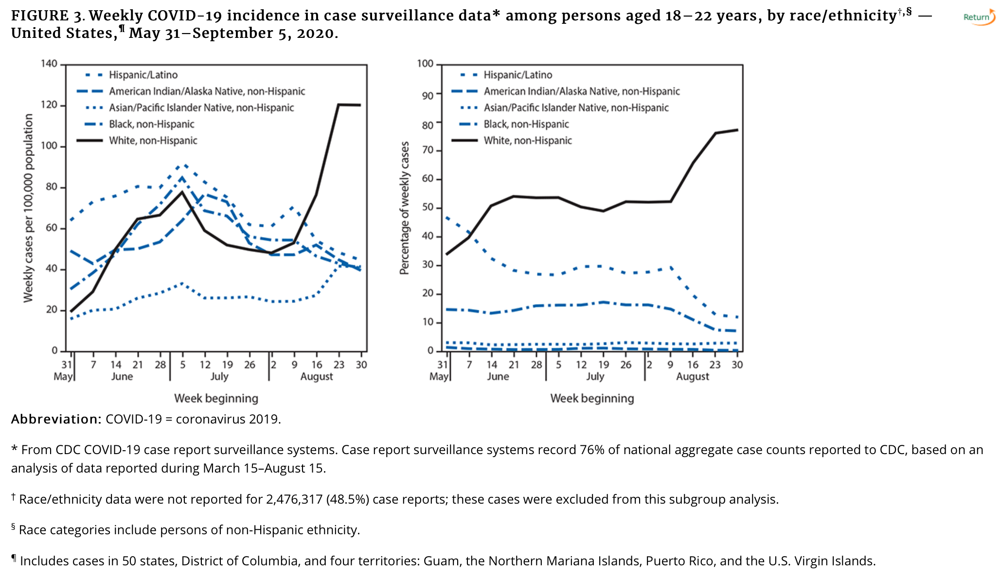 FIGURE 3. Weekly COVID-19 incidence in case surveillance data* among persons aged 18–22 years, by race/ethnicity†,§ —
United States,¶ May 31–September 5, 2020.
Return
140
120
100
80
60
40
20
0
Weekly cases per 100,000 population
Hispanic/Latino
American Indian/Alaska Native, non-Hispanic
Asian/Pacific Islander Native, non-Hispanic
Black, non-Hispanic
White, non-Hispanic
31 7 14 21 28 5 12 19 26 2 9 16 23 30
May June July August
Week beginning
100
90
80
70
60
50
40
30
20
10
0
Percentage of weekly cases
Hispanic/Latino
American Indian/Alaska Native, non-Hispanic
Asian/Pacific Islander Native, non-Hispanic
Black, non-Hispanic
White, non-Hispanic
31 7 14 21 28 5 12 19 26 2 9 16 23 30
May June July August
Week beginning
Abbreviation: COVID-19 = coronavirus 2019.
* From CDC COVID-19 case report surveillance systems. Case report surveillance systems record 76% of national aggregate case counts reported to CDC, based on an
analysis of data reported during March 15–August 15.
† Race/ethnicity data were not reported for 2,476,317 (48.5%) case reports; these cases were excluded from this subgroup analysis.
§ Race categories include persons of non-Hispanic ethnicity.
¶ Includes cases in 50 states, District of Columbia, and four territories: Guam, the Northern Mariana Islands, Puerto Rico, and the U.S. Virgin Islands.